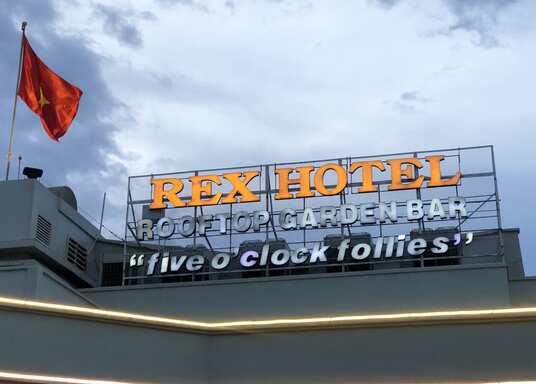 REX HOTEL
ROOFTOP GARDEN BAR
“five o'clock follies”